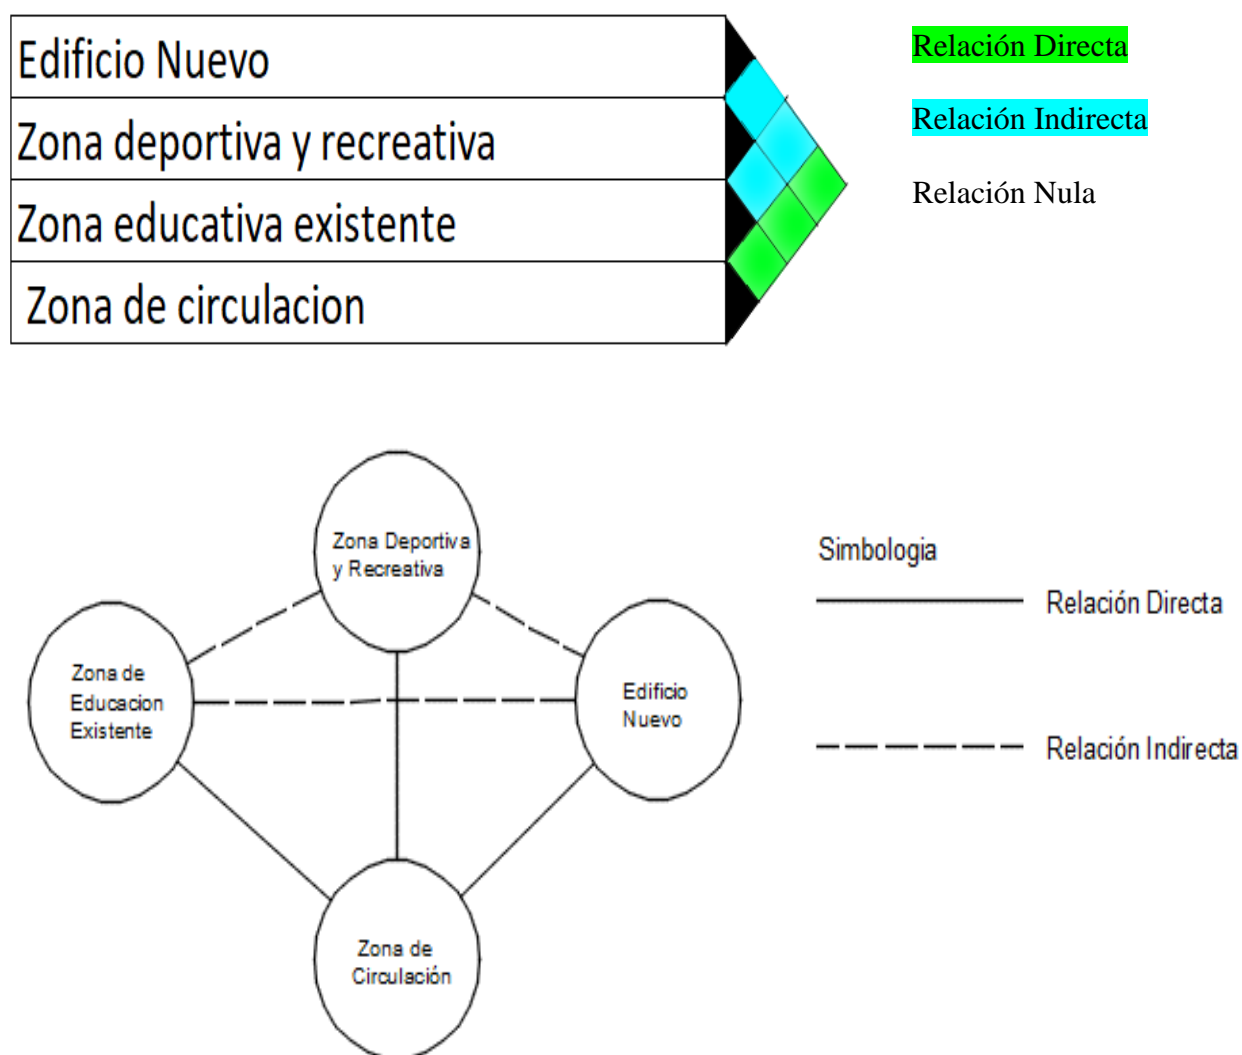 Edificio Nuevo
Zona deportiva y recreativa
Zona educativa existente
Zona de circulacion
Relación Directa
Relación Indirecta
Relación Nula
Zona Deportiva
y Recreativa
Zona de
Educacion
Existente
Edificio
Nuevo
Zona de
Circulación
Simbologia
Relación Directa
Relación Indirecta